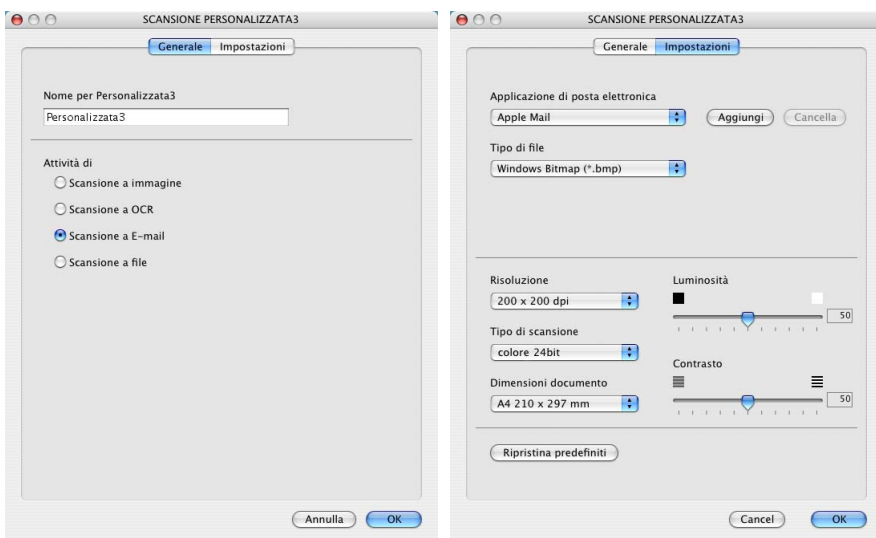 SCANSIONE PERSONALIZZATA3
Generale Impostazioni
Nome per Personalizzata3
Personalizzata3
Attività di
Scansione a immagine
Scansione a OCR
Scansione a E-mail
Scansione a file
Annulla OK
SCANSIONE PERSONALIZZATA3
Generale Impostazioni
Applicazione di posta elettronica
Apple Mail Aggiungi Cancella
Tipo di file
Windows Bitmap (*.bmp)
Risoluzione
200 x 200 dpi
Tipo di scansione
colore 24bit
Dimensioni documento
A4 210 x 297 mm
Luminosità
50
Contrasto
50
Ripristina predefiniti
Cancel OK